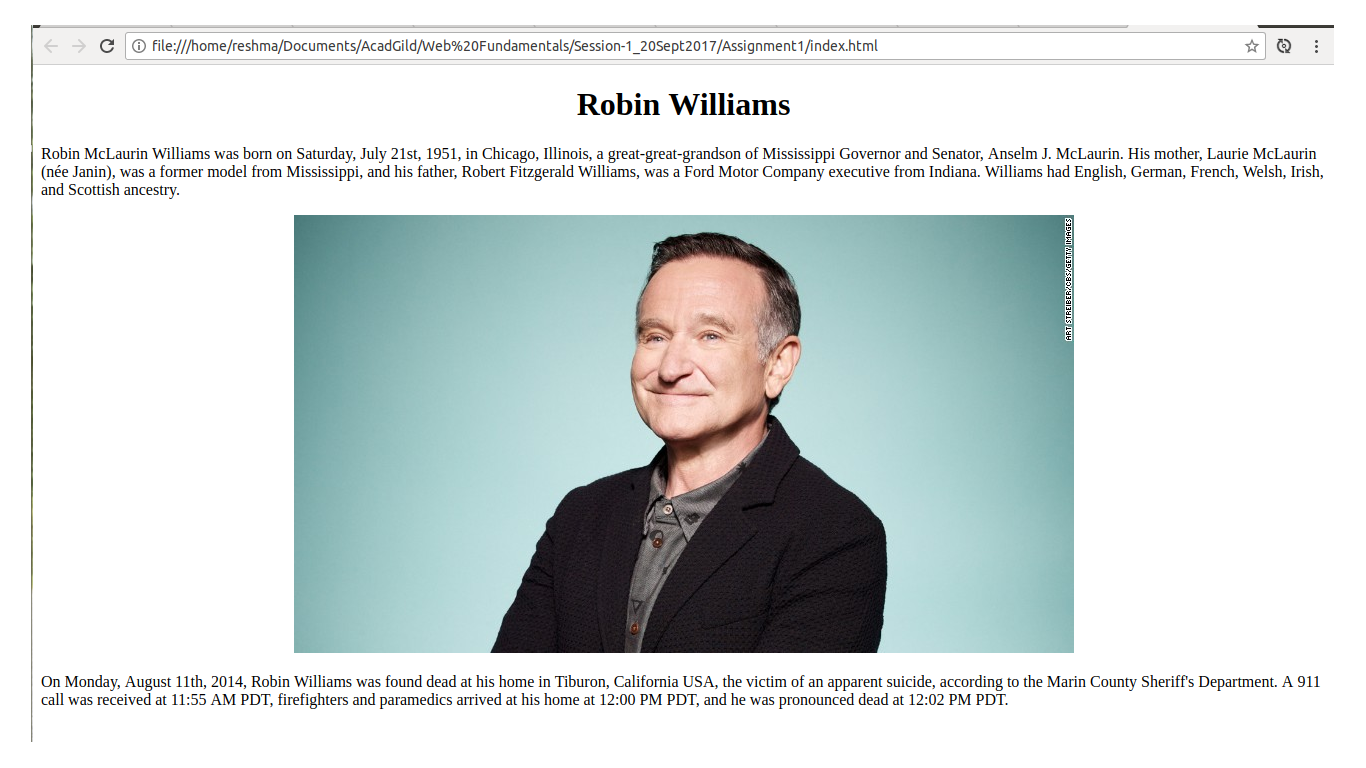 file:///home/reshma/Documents/AcadGild/Web%20Fundamentals/Session-1_20Sept2017/Assignment1/index.html
Robin Williams
Robin McLaurin Williams was born on Saturday, July 21st, 1951, in Chicago, Illinois, a great-great-grandson of Mississippi Governor and Senator, Anselm J. McLaurin. His mother, Laurie McLaurin
(née Janin), was a former model from Mississippi, and his father, Robert Fitzgerald Williams, was a Ford Motor Company executive from Indiana. Williams had English, German, French, Welsh, Irish,
and Scottish ancestry.
ART STREIBER/CBS/GETTY IMAGES
On Monday, August 11th, 2014, Robin Williams was found dead at his home in Tiburon, California USA, the victim of an apparent suicide, according to the Marin County Sheriff's Department. A 911
call was received at 11:55 AM PDT, firefighters and paramedics arrived at his home at 12:00 PM PDT, and he was pronounced dead at 12:02 PM PDT.